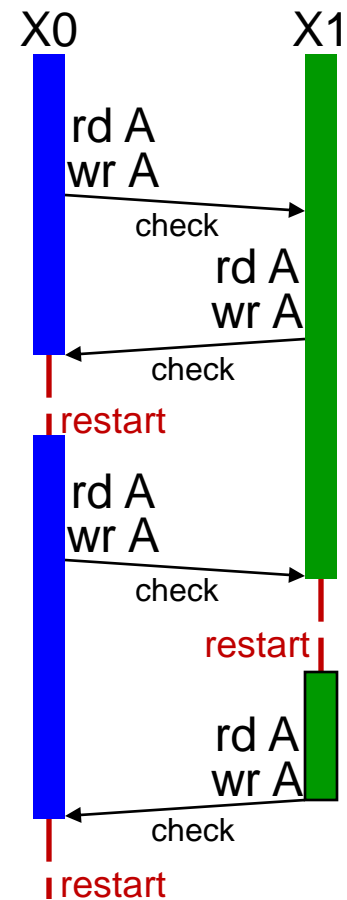 X0 X1
rd A
wr A
check
rd A
wr A
check
restart
rd A
wr A
check
restart
rd A
wr A
check
restart